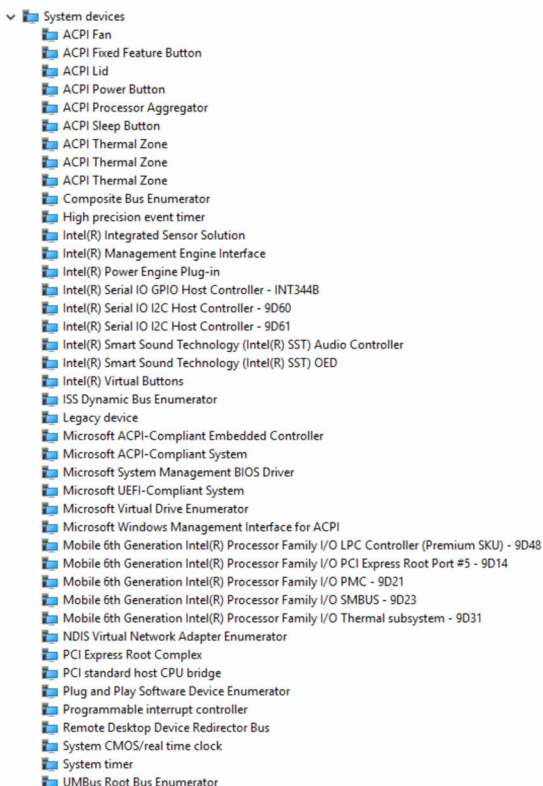 System devices
ACPI Fan
ACPI Fixed Feature Button
ACPI Lid
ACPI Power Button
ACPI Processor Aggregator
ACPI Sleep Button
ACPI Thermal Zone
ACPI Thermal Zone
ACPI Thermal Zone
Composite Bus Enumerator
High precision event timer
Intel(R) Integrated Sensor Solution
Intel(R) Management Engine Interface
Intel(R) Power Engine Plug-in
Intel(R) Serial IO GPIO Host Controller - INT344B
Intel(R) Serial IO I2C Host Controller - 9D60
Intel(R) Serial IO I2C Host Controller - 9D61
Intel(R) Smart Sound Technology (Intel(R) SST) Audio Controller
Intel(R) Smart Sound Technology (Intel(R) SST) OED
Intel(R) Virtual Buttons
ISS Dynamic Bus Enumerator
Legacy device
Microsoft ACPI-Compliant Embedded Controller
Microsoft ACPI-Compliant System
Microsoft System Management BIOS Driver
Microsoft UEFI-Compliant System
Microsoft Virtual Drive Enumerator
Microsoft Windows Management Interface for ACPI
Mobile 6th Generation Intel(R) Processor Family I/O LPC Controller (Premium SKU) - 9D48
Mobile 6th Generation Intel(R) Processor Family I/O PCI Express Root Port #5 - 9D14
Mobile 6th Generation Intel(R) Processor Family I/O PMC - 9D21
Mobile 6th Generation Intel(R) Processor Family I/O SMBUS - 9D23
Mobile 6th Generation Intel(R) Processor Family I/O Thermal subsystem - 9D31
NDIS Virtual Network Adapter Enumerator
PCI Express Root Complex
PCI standard host CPU bridge
Plug and Play Software Device Enumerator
Programmable interrupt controller
Remote Desktop Device Redirector Bus
System CMOS/real time clock
System timer
UMBus Root Bus Enumerator